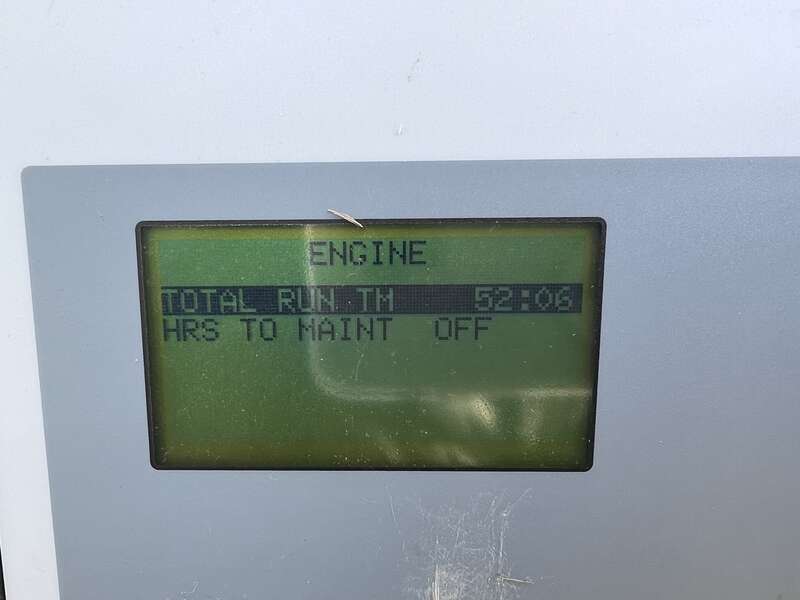 ENGINE
TOTAL RUN TM 52:06
HRS TO MAINT OFF